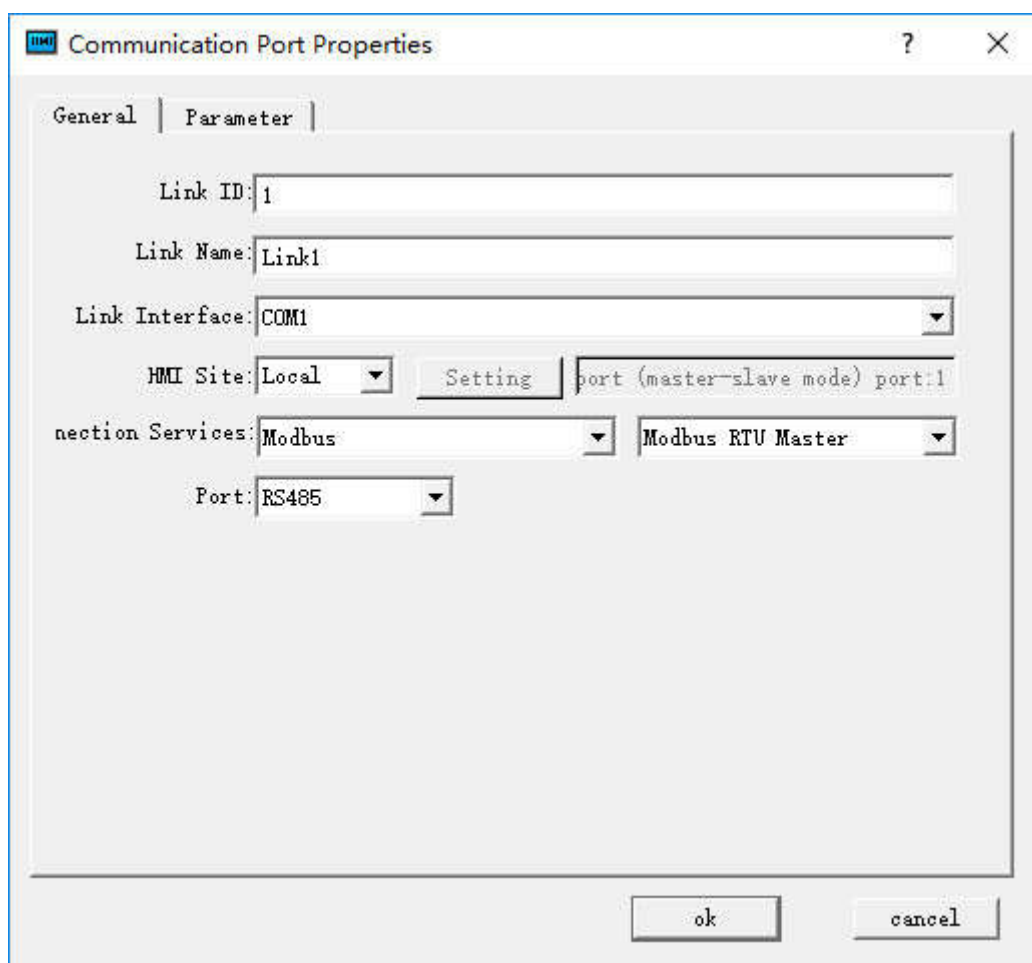 HMI Communication Port Properties ? ×
General Parameter
Link ID: 1
Link Name: Link1
Link Interface: COM1
HMI Site: Local Setting port (master-slave mode) port:1
nection Services: Modbus Modbus RTU Master
Port: RS485
ok cancel